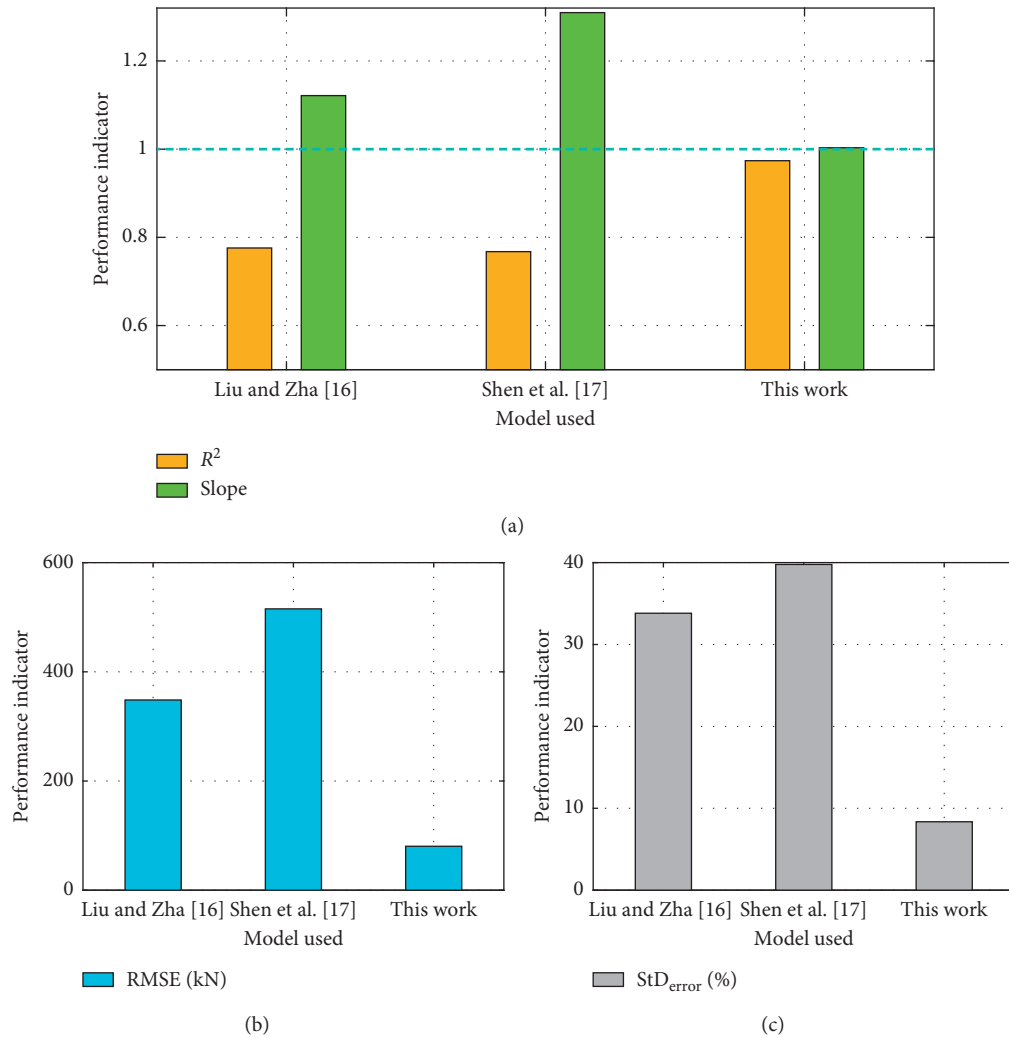 Performance indicator
1.2
1
0.8
0.6
Liu and Zha [16] Shen et al. [17] This work
Model used
R²
Slope
(a)
Performance indicator
600
400
200
0
Liu and Zha [16] Shen et al. [17] This work
Model used
RMSE (kN)
(b)
Performance indicator
40
30
20
10
0
Liu and Zha [16] Shen et al. [17] This work
Model used
StD_error (%)
(c)